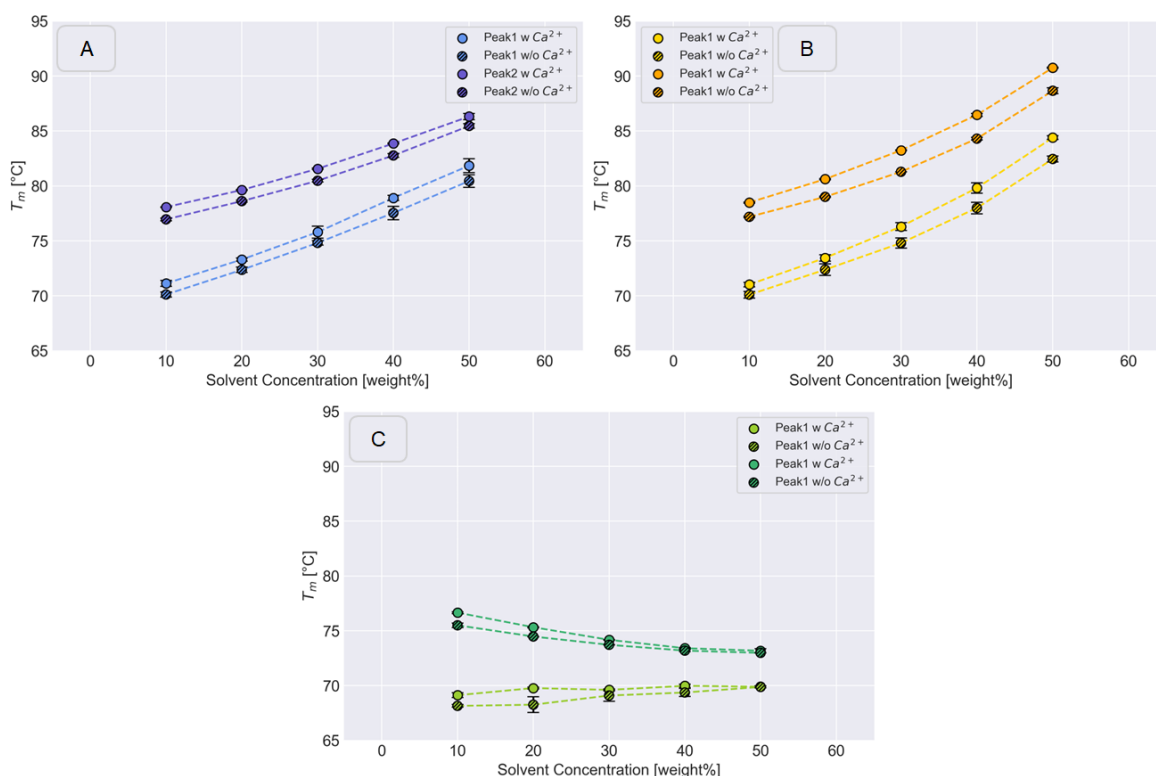 A
Peak1 w Ca²⁺
Peak1 w/o Ca²⁺
Peak2 w Ca²⁺
Peak2 w/o Ca²⁺
95
90
85
80
75
70
65
Tₘ [°C]
0 10 20 30 40 50 60
Solvent Concentration [weight%]
B
Peak1 w Ca²⁺
Peak1 w/o Ca²⁺
Peak1 w Ca²⁺
Peak1 w/o Ca²⁺
95
90
85
80
75
70
65
Tₘ [°C]
0 10 20 30 40 50 60
Solvent Concentration [weight%]
C
Peak1 w Ca²⁺
Peak1 w/o Ca²⁺
Peak1 w Ca²⁺
Peak1 w/o Ca²⁺
95
90
85
80
75
70
65
Tₘ [°C]
0 10 20 30 40 50 60
Solvent Concentration [weight%]